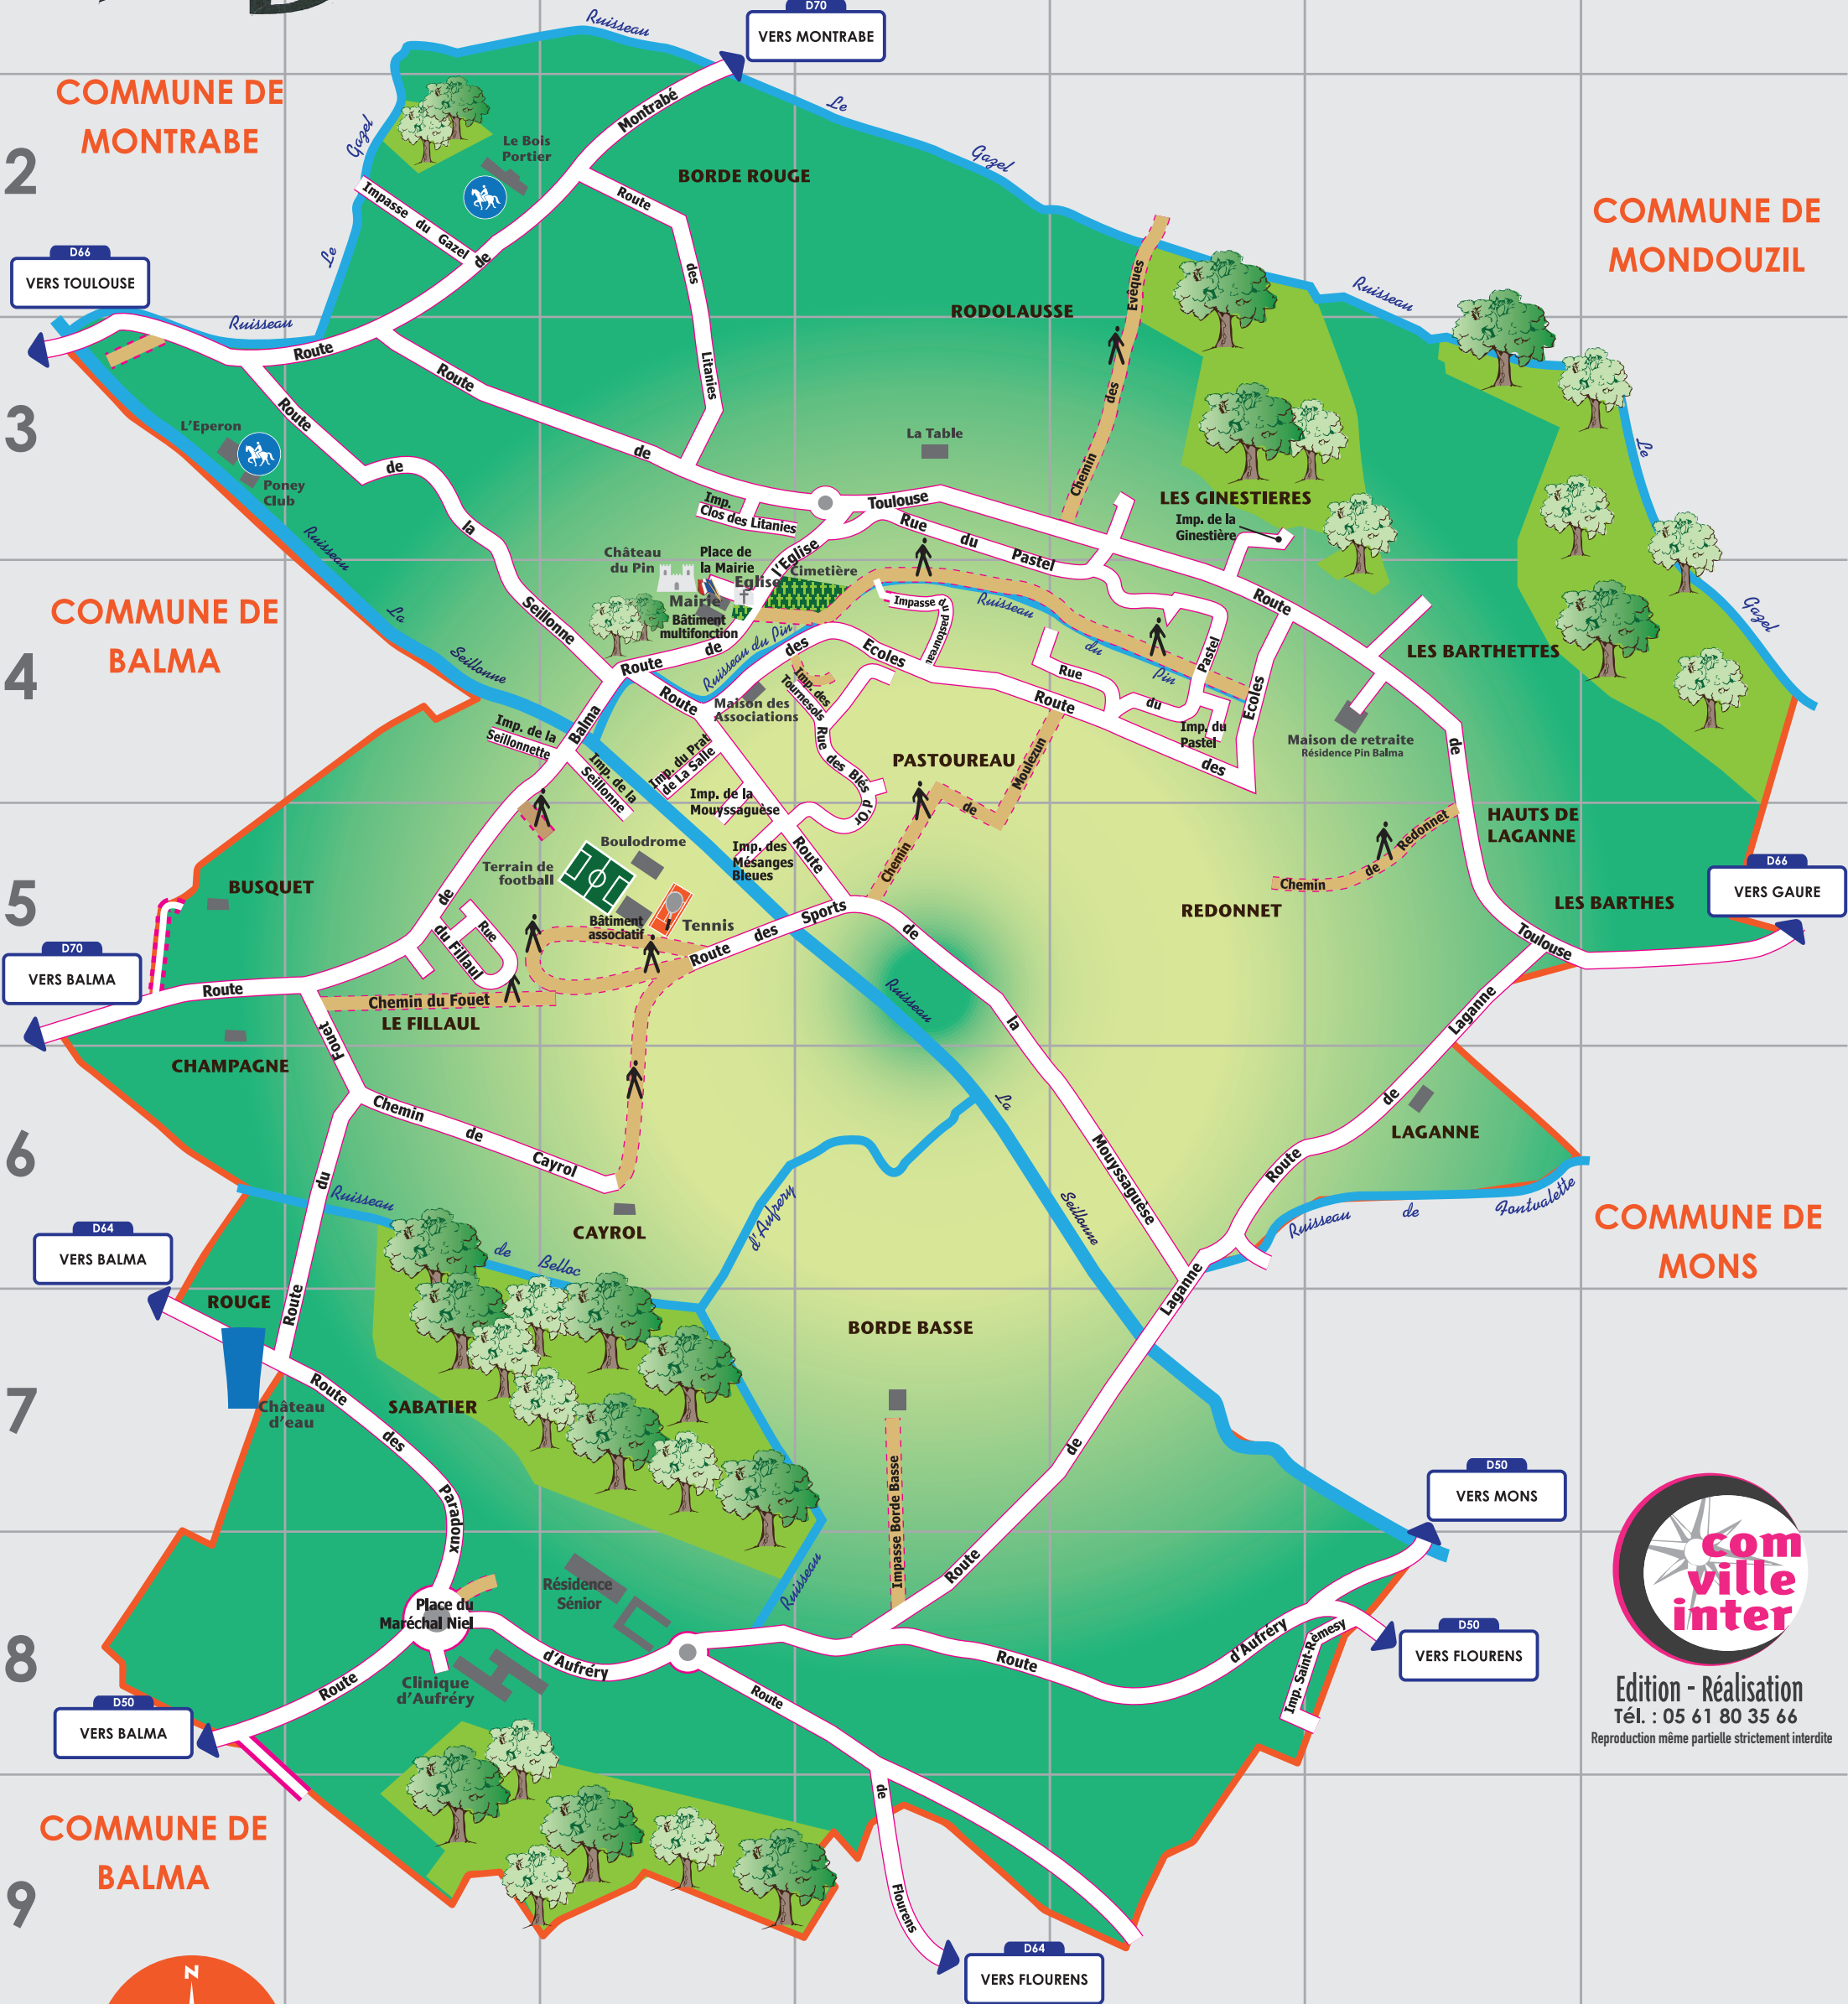 D70
VERS MONTRABE
Ruisseau
COMMUNE DE
MONTRABE
2
Gazel
Le
Le Bois
Portier
Montrabé
Le
Gazel
BORDE ROUGE
Route
Impasse du Gazel
de
des
Litanies
COMMUNE DE
MONDOUZIL
D66
VERS TOULOUSE
Ruisseau
Route
Evêques
des
Chemin
RODOLAUSSE
Ruisseau
3
Route
de
Route
de
la
Seillonne
L'Eperon
Poney
Club
La Table
Le
Gazel
Imp.
Clos des Litanies
Toulouse
Rue
du
Pastel
LES GINESTIERES
Imp. de la
Ginestière
Ruisseau
La
Seillonne
Château
du Pin
Place de
la Mairie
l'Eglise
Eglise
Cimetière
Mairie
Bâtiment
multifonction
Route
de
Ruisseau du Pin
des
Ecoles
Impasse du pastoureau
Ruisseau
du
Pin
Route
COMMUNE DE
BALMA
4
LES BARTHETTES
Pastel
Rue
du
Route
Ecoles
des
Imp. du
Pastel
Route
Maison des
Associations
Imp. des
Tournesols
Rue
des Blés
d'Or
Balma
Imp. de la
Seillonnette
Imp. de la
Seillonne
Imp. du Prat
de La Salle
Imp. de la
Mouyssaguèse
PASTOUREAU
Moulezun
de
Chemin
Maison de retraite
Résidence Pin Balma
de
HAUTS DE
LAGANNE
Redonnet
de
Chemin
REDONNET
5
BUSQUET
Boulodrome
Terrain de
football
Bâtiment
associatif
Tennis
Imp. des
Mésanges
Bleues
Route
Route
des
Sports
de
la
Mouyssaguèse
LES BARTHES
D66
VERS GAURE
Toulouse
D70
VERS BALMA
Route
de
Rue
du Fillaul
Chemin du Fouet
LE FILLAUL
Fouet
Ruisseau
La
Seillonne
Laganne
de
Route
CHAMPAGNE
6
Chemin
de
Cayrol
LAGANNE
du
Ruisseau
de
Belloc
CAYROL
d'Aufrery
Ruisseau
de
Fontvalette
COMMUNE DE
MONS
D64
VERS BALMA
ROUGE
Route
BORDE BASSE
Laganne
de
Route
7
Château
d'eau
Route
des
Paradoux
SABATIER
Impasse Borde Basse
D50
VERS MONS
Résidence
Sénior
Ruisseau
Place du
Maréchal Niel
8
Clinique
d'Aufréry
Route
d'Aufréry
Route
Route
d'Aufréry
Imp. Saint-Rémesy
D50
VERS FLOURENS
D50
VERS BALMA
com
ville
inter
Edition - Réalisation
Tél. : 05 61 80 35 66
Reproduction même partielle strictement interdite
COMMUNE DE
BALMA
9
de
Flourens
D64
VERS FLOURENS
N